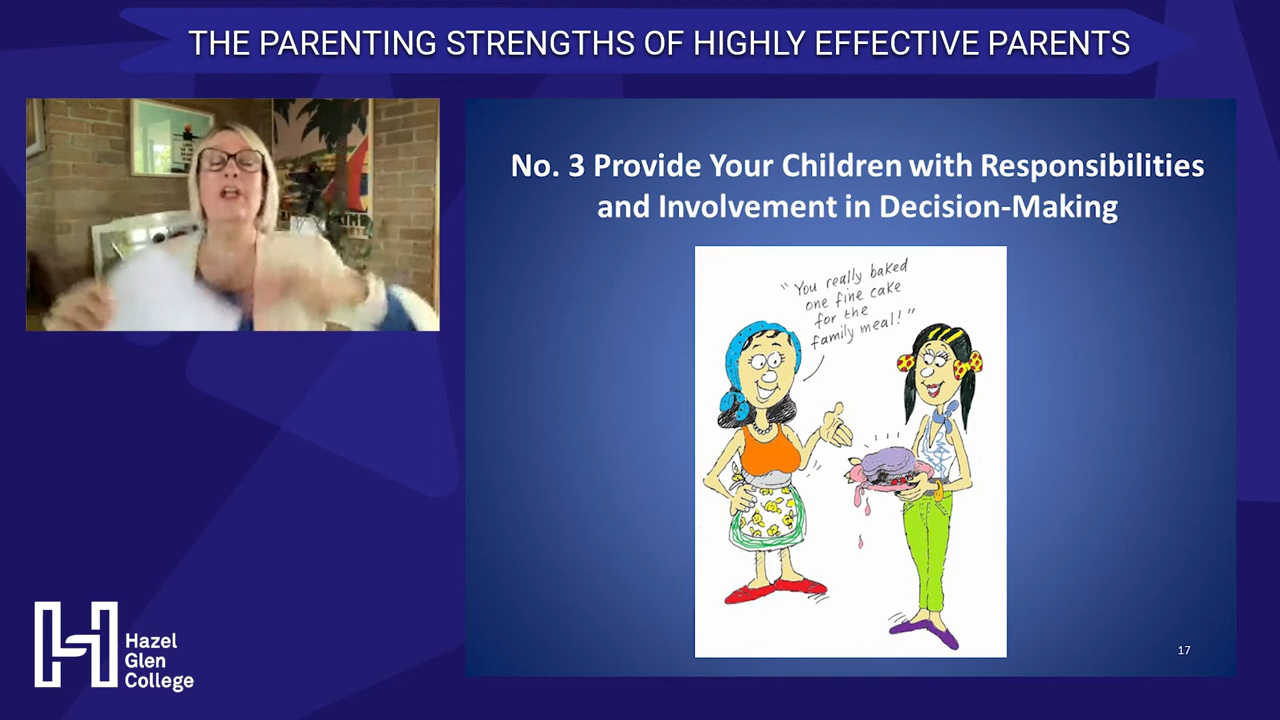 THE PARENTING STRENGTHS OF HIGHLY EFFECTIVE PARENTS
No. 3 Provide Your Children with Responsibilities
and Involvement in Decision-Making
"You really baked
one fine cake
for the
family meal!"
17
Hazel
Glen
College